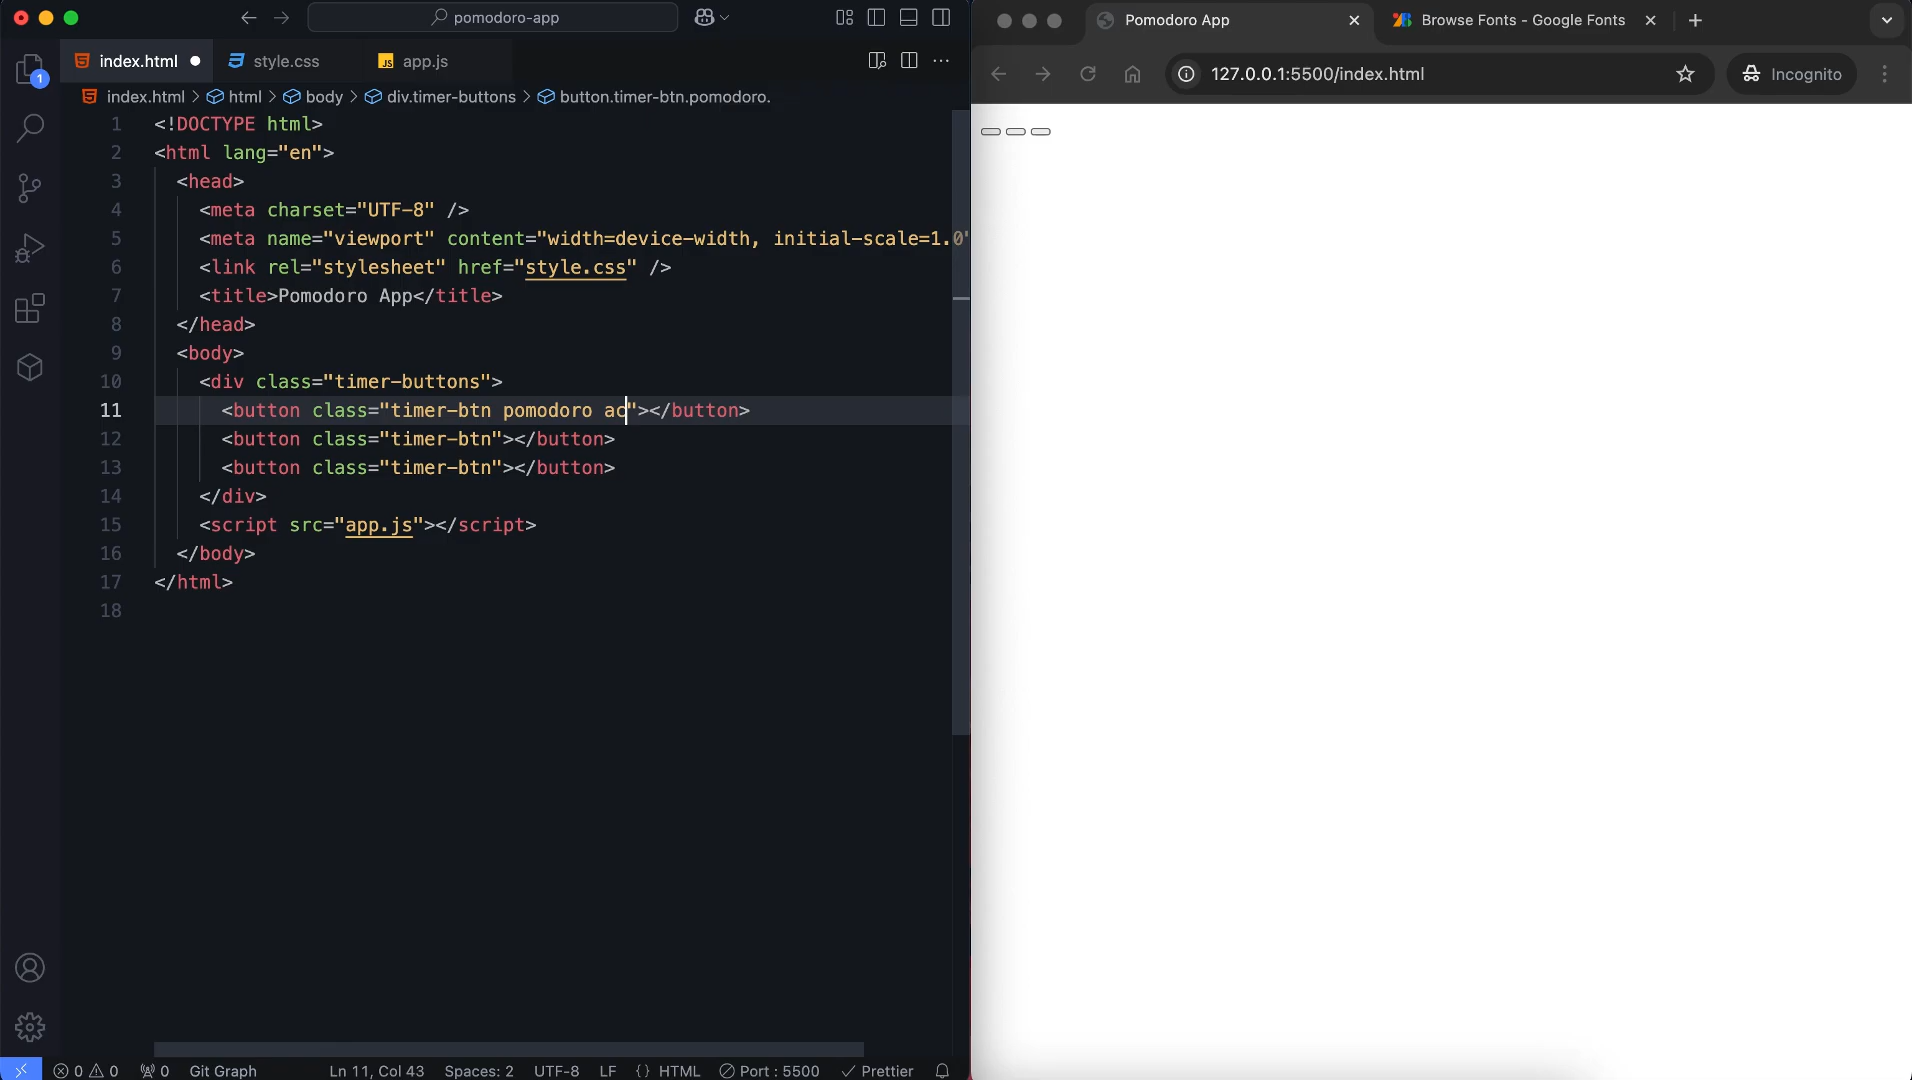 pomodoro-app
index.html
style.css
app.js
index.html > html > body > div.timer-buttons > button.timer-btn.pomodoro.
1 <!DOCTYPE html>
2 <html lang="en">
3 <head>
4 <meta charset="UTF-8" />
5 <meta name="viewport" content="width=device-width, initial-scale=1.0"
6 <link rel="stylesheet" href="style.css" />
7 <title>Pomodoro App</title>
8 </head>
9 <body>
10 <div class="timer-buttons">
11 <button class="timer-btn pomodoro ac"></button>
12 <button class="timer-btn"></button>
13 <button class="timer-btn"></button>
14 </div>
15 <script src="app.js"></script>
16 </body>
17 </html>
18
1
0 0 0 Git Graph Ln 11, Col 43 Spaces: 2 UTF-8 LF {} HTML Port : 5500 Prettier
Pomodoro App
Browse Fonts - Google Fonts
127.0.0.1:5500/index.html
Incognito